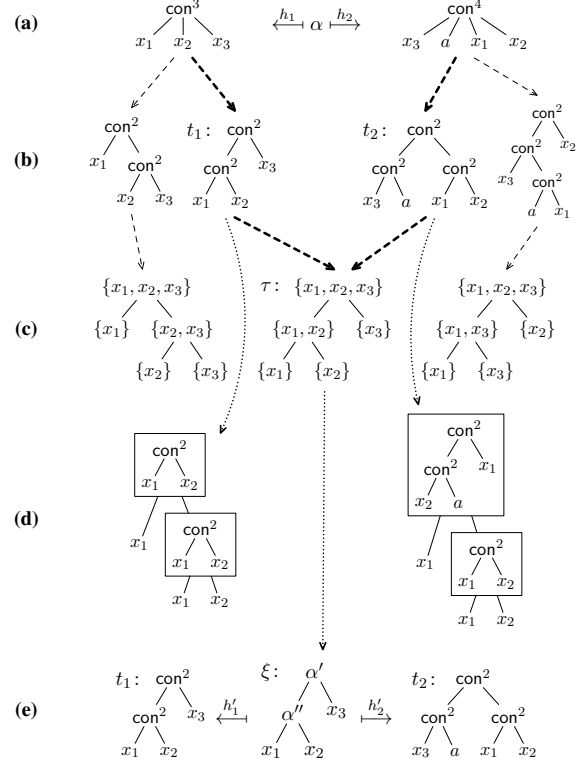 (a) con³ ←h₁ α h₂→ con⁴
x₁ x₂ x₃ x₃ a x₁ x₂
con² t₁: con² t₂: con² con²
(b) x₁ con² con² x₃ con² con² con² x₂
x₂ x₃ x₁ x₂ x₃ a x₁ x₂ x₃ con²
a x₁
{x₁, x₂, x₃} τ: {x₁, x₂, x₃} {x₁, x₂, x₃}
(c) {x₁} {x₂, x₃} {x₁, x₂} {x₃} {x₁, x₃} {x₂}
{x₂} {x₃} {x₁} {x₂} {x₁} {x₃}
con² con²
x₁ x₂ con² x₁
x₂ a
(d) con² con²
x₁ x₁ x₂ x₁ x₁ x₂
x₁ x₂ x₁ x₂
t₁: con² ξ: α′ t₂: con²
(e) con² x₃ ←h′₁ α″ x₃ h′₂→ con² con²
x₁ x₂ x₁ x₂ x₃ a x₁ x₂